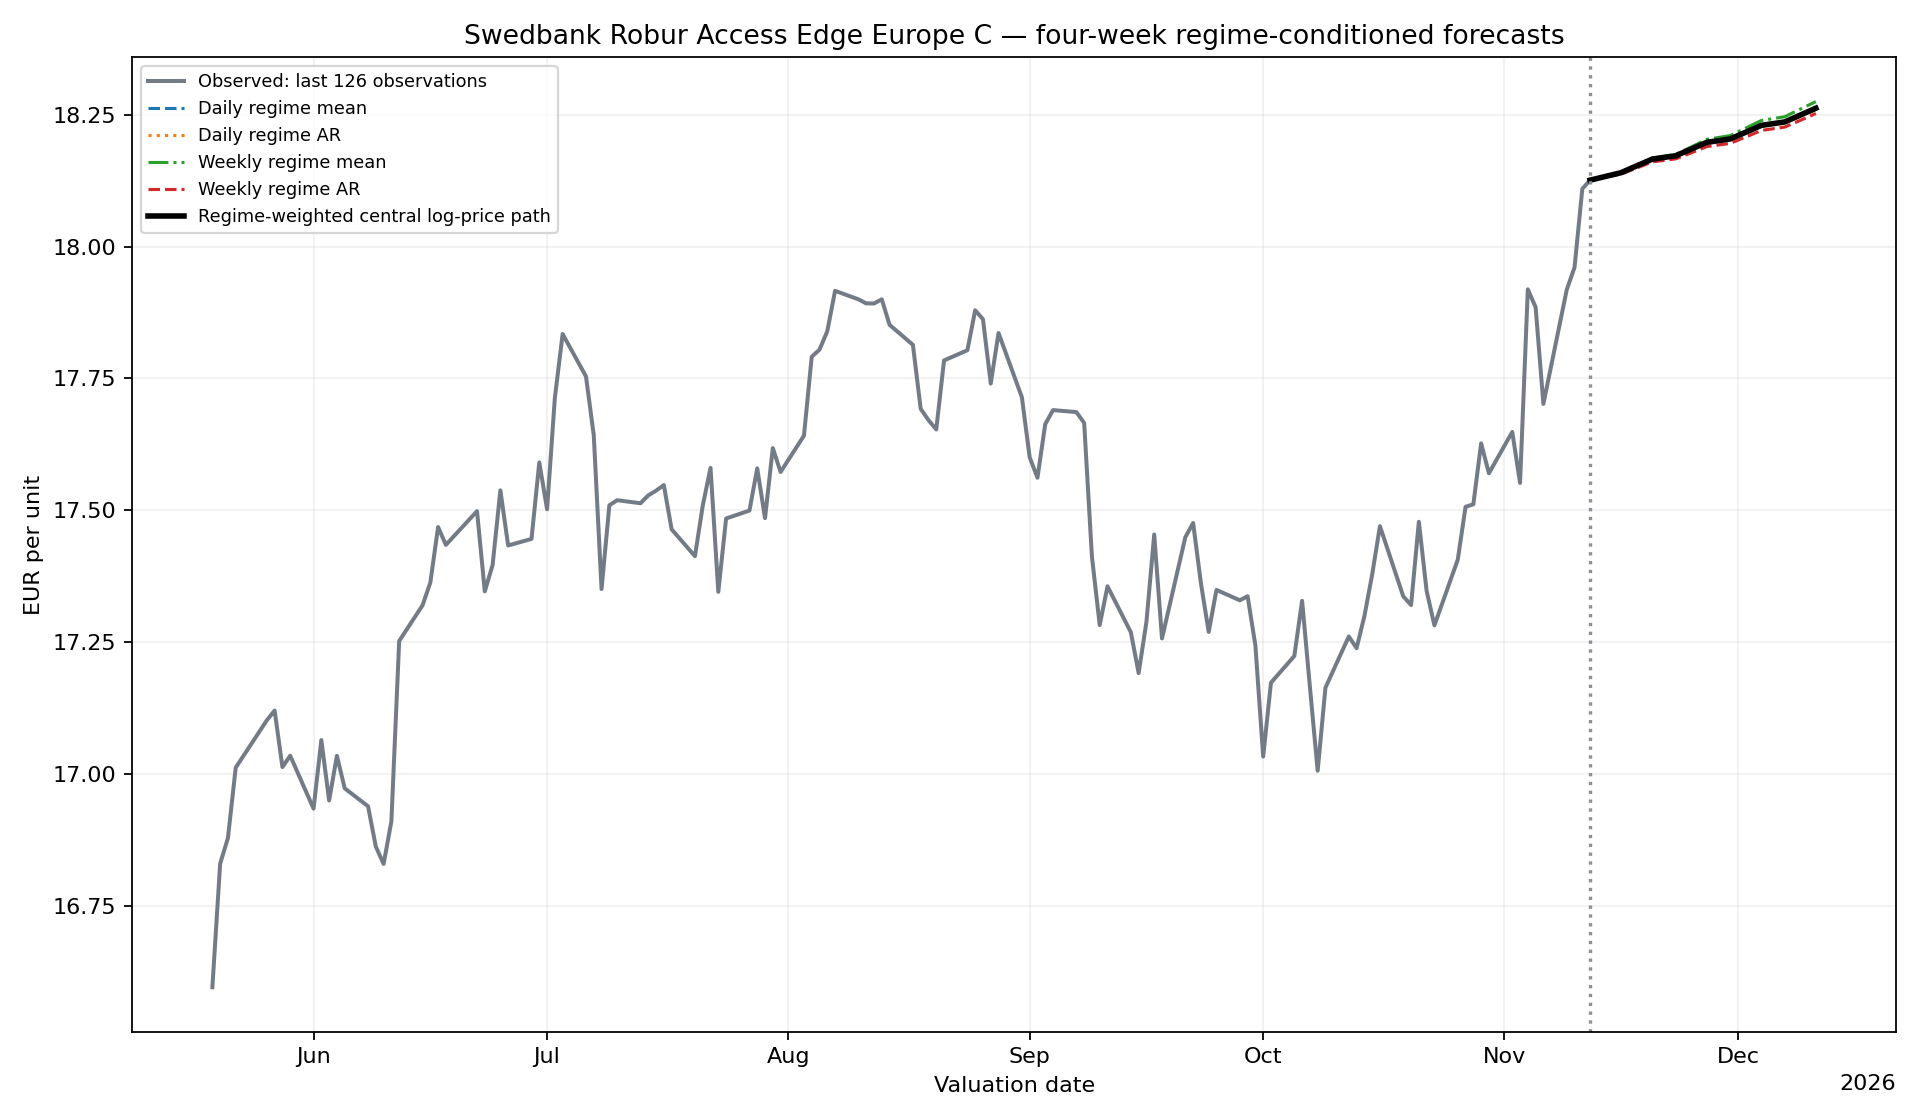 Swedbank Robur Access Edge Europe C — four-week regime-conditioned forecasts
Observed: last 126 observations
Daily regime mean
Daily regime AR
Weekly regime mean
Weekly regime AR
Regime-weighted central log-price path
EUR per unit
18.25
18.00
17.75
17.50
17.25
17.00
16.75
Jun
Jul
Aug
Sep
Oct
Nov
Dec
Valuation date
2026